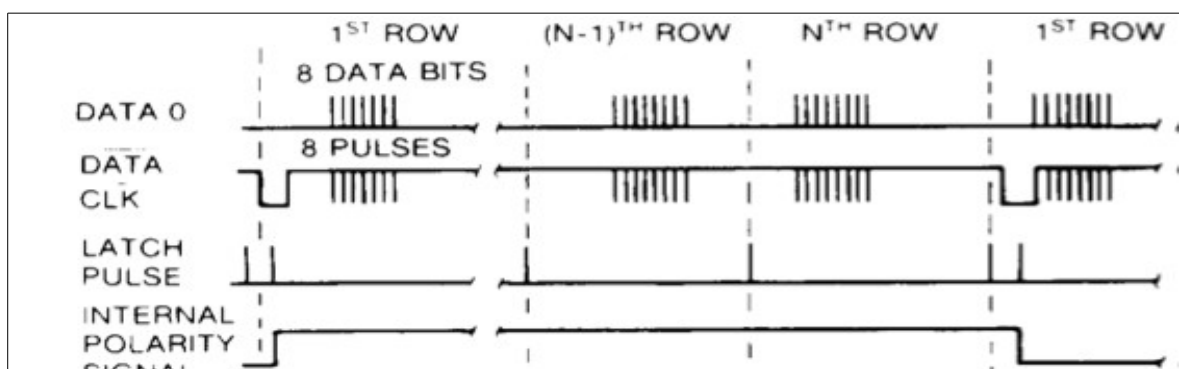 1ST ROW (N-1)TH ROW NTH ROW 1ST ROW
8 DATA BITS
DATA 0
8 PULSES
DATA
CLK
LATCH
PULSE
INTERNAL
POLARITY
SIGNAL